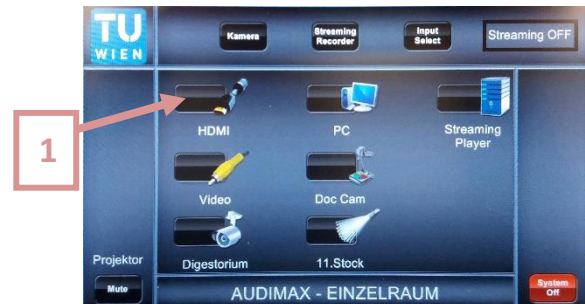 TU
WIEN
Kamera
Streaming
Recorder
Input
Select
Streaming OFF
1
HDMI
PC
Streaming
Player
Video
Doc Cam
Digestorium
11.Stock
Projektor
Mute
AUDIMAX - EINZELRAUM
System
Off